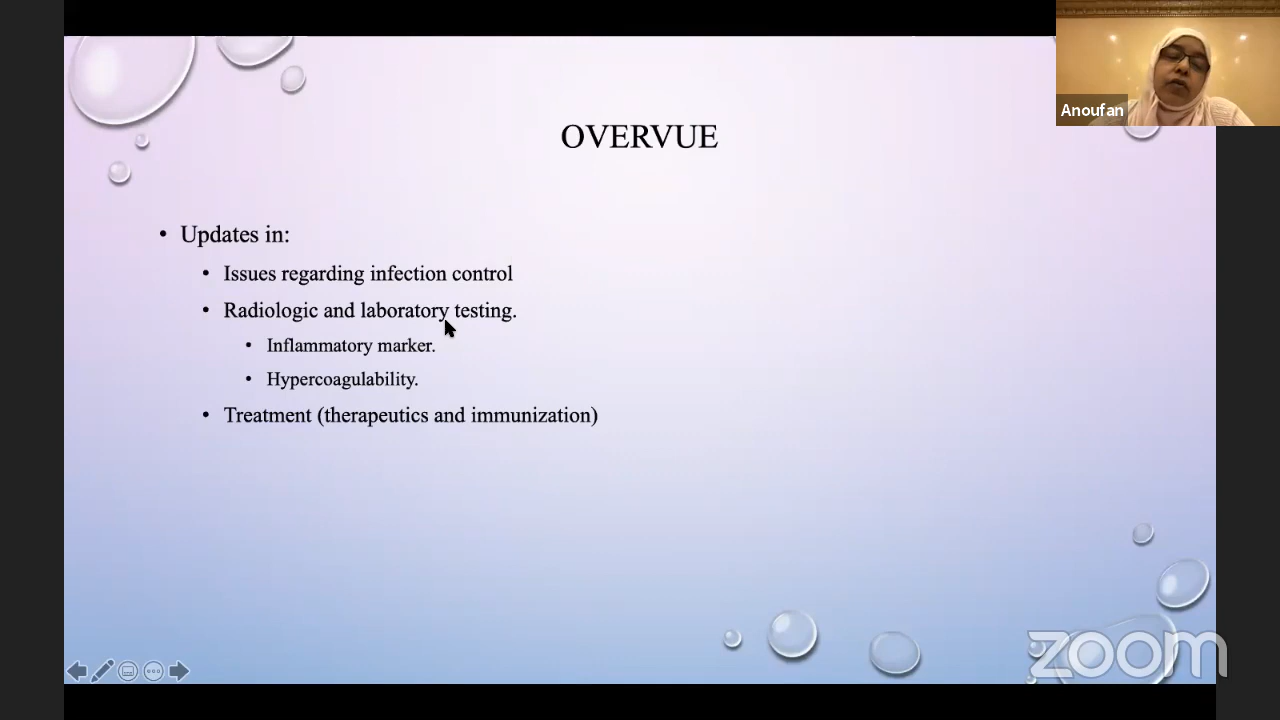 Anoufan
OVERVUE
• Updates in:
• Issues regarding infection control
• Radiologic and laboratory testing.
• Inflammatory marker.
• Hypercoagulability.
• Treatment (therapeutics and immunization)
zoom